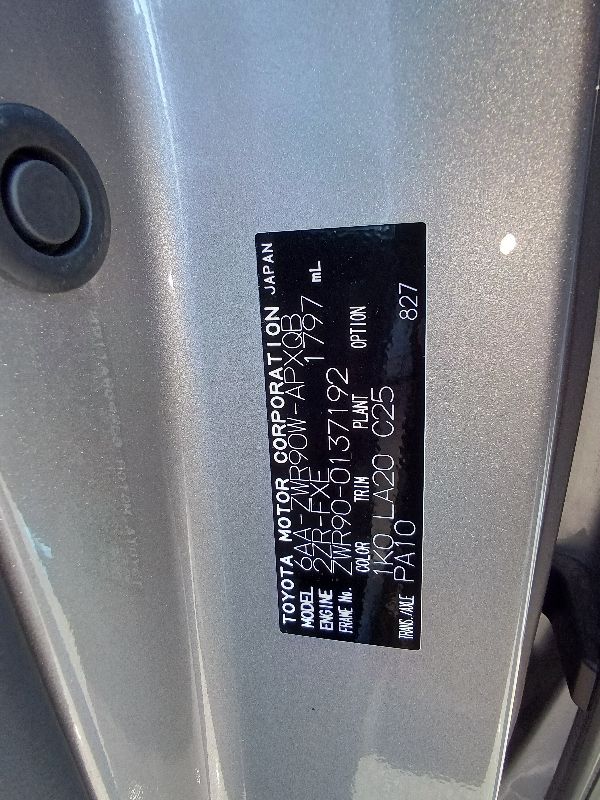 TOYOTA MOTOR CORPORATION JAPAN
MODEL 6AA-ZWR90W-APXQB
ENGINE 2ZR-FXE 1797 mL
FRAME No. ZWR90-0137192
COLOR TRIM PLANT OPTION
1K0 LA20 C25
TRANS./AXLE PA10 827